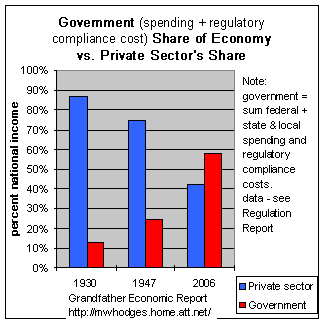 Government (spending + regulatory
compliance cost) Share of Economy
vs. Private Sector's Share
100%
90%
80%
70%
60%
50%
40%
30%
20%
10%
0%
percent national income
1930 1947 2006
Grandfather Economic Report
http://mwhodges.home.att.net/
Note:
government =
sum federal +
state & local
spending and
regulatory
compliance
costs.
data - see
Regulation
Report
Private sector
Government